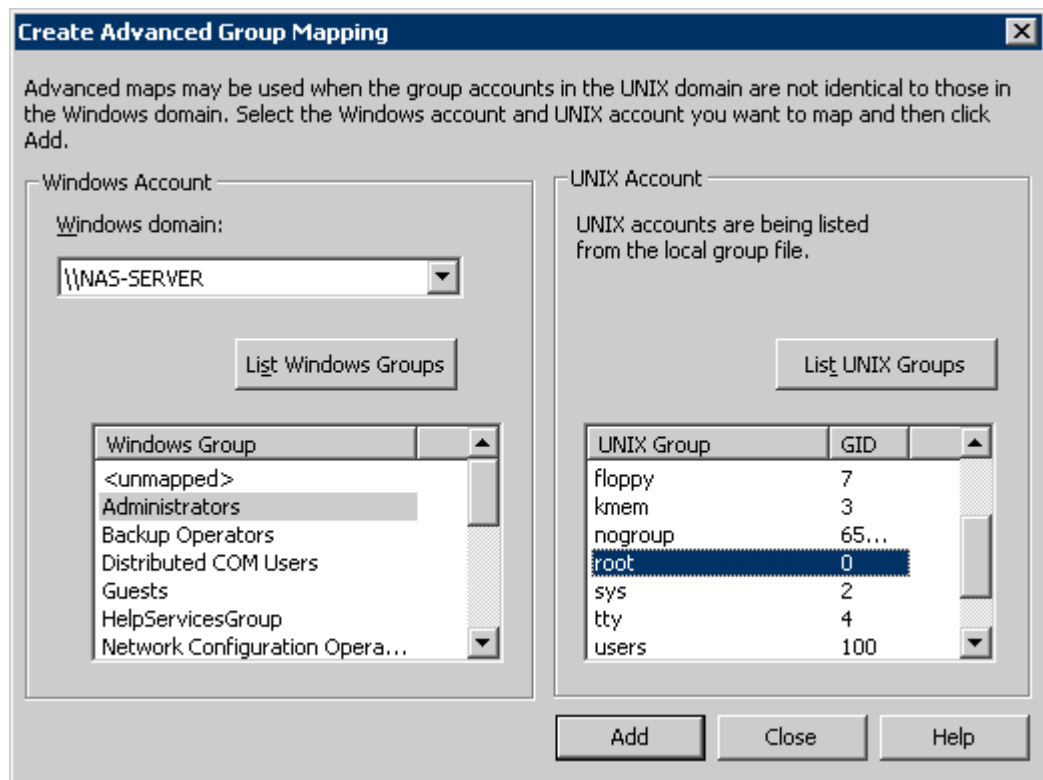 Create Advanced Group Mapping
Advanced maps may be used when the group accounts in the UNIX domain are not identical to those in
the Windows domain. Select the Windows account and UNIX account you want to map and then click
Add.
Windows Account
Windows domain:
\\NAS-SERVER
List Windows Groups
Windows Group
<unmapped>
Administrators
Backup Operators
Distributed COM Users
Guests
HelpServicesGroup
Network Configuration Opera...
UNIX Account
UNIX accounts are being listed
from the local group file.
List UNIX Groups
UNIX Group GID
floppy 7
kmem 3
nogroup 65...
root 0
sys 2
tty 4
users 100
Add Close Help